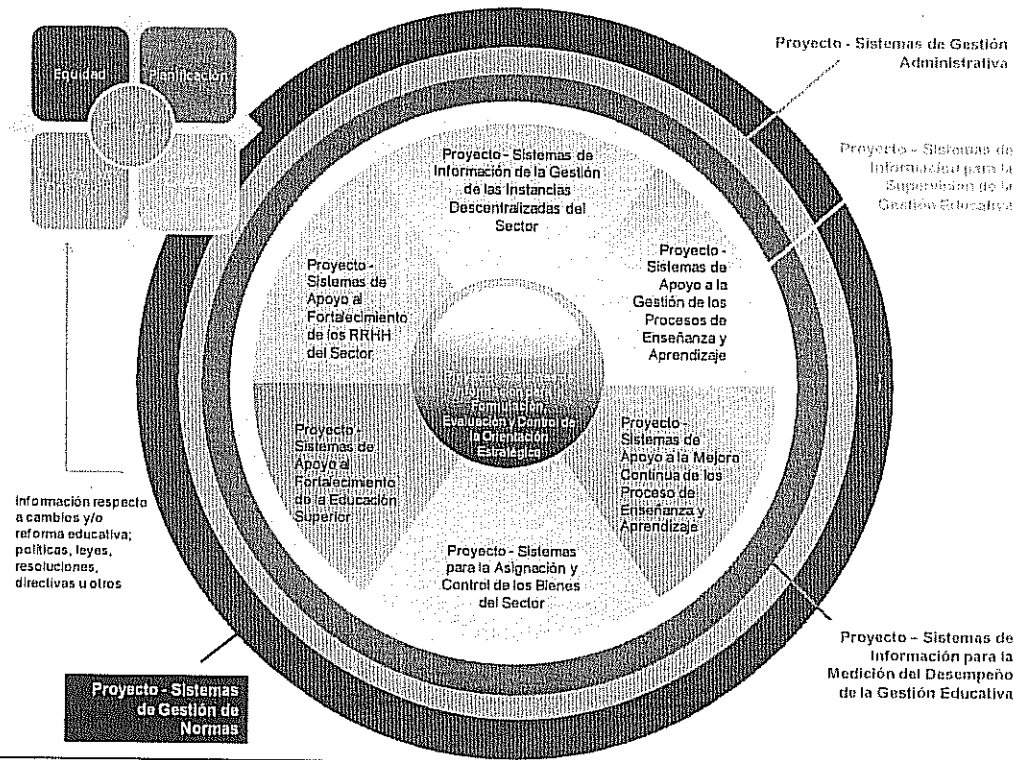 Equidad
Planificación
Proyecto - Sistemas de Gestión
Administrativa
Proyecto - Sistemas de
Información para la
Supervision de la
Gestión Educativa
Proyecto - Sistemas de
Información de la Gestión
de las Instancias
Descentralizadas del
Sector
Proyecto -
Sistemas de
Apoyo a la
Gestión de los
Procesos de
Enseñanza y
Aprendizaje
Proyecto -
Sistemas de
Apoyo al
Fortalecimiento
de los RRHH
del Sector
Evaluación y Control de
la Orientación
Estratégica
Proyecto -
Sistemas de
Apoyo al
Fortalecimiento
de la Educación
Superior
Proyecto -
Sistemas de
Apoyo a la Mejora
Continua de los
Proceso de
Enseñanza y
Aprendizaje
Proyecto - Sistemas
para la Asignación y
Control de los Bienes
del Sector
Información respecto
a cambios y/o
reforma educativa;
políticas, leyes,
resoluciones,
directivas u otros
Proyecto - Sistemas
de Gestión de
Normas
Proyecto – Sistemas de
Información para la
Medición del Desempeño
de la Gestión Educativa